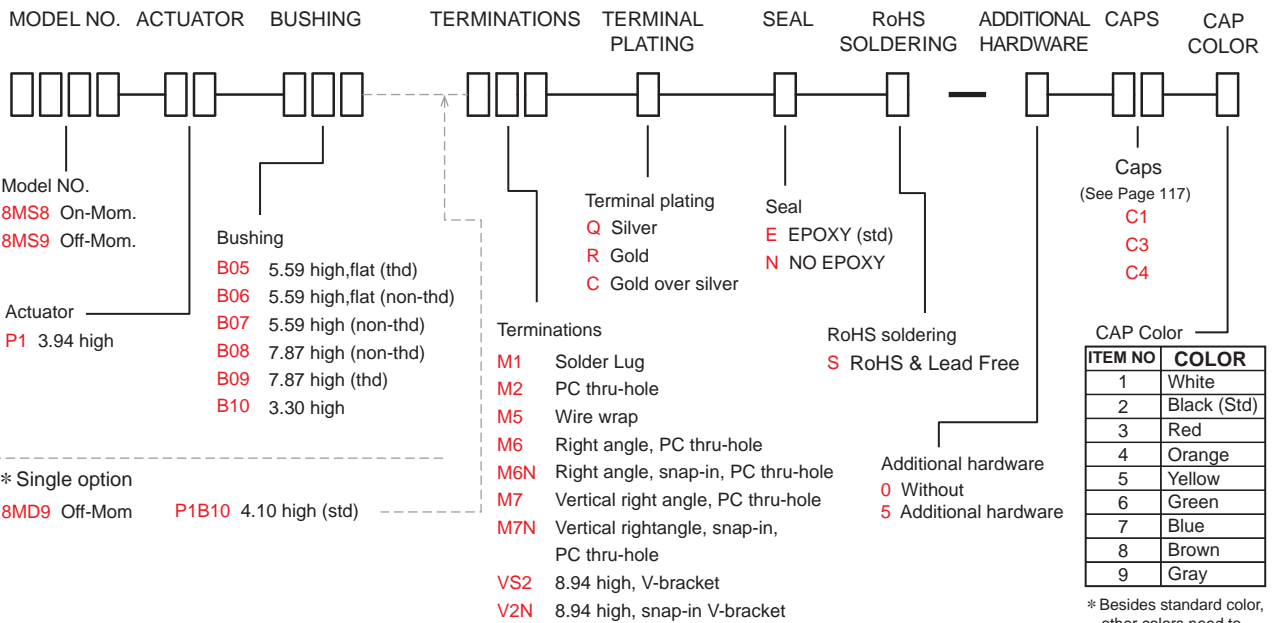 MODEL NO. ACTUATOR BUSHING TERMINATIONS TERMINAL PLATING SEAL RoHS SOLDERING ADDITIONAL HARDWARE CAPS CAP COLOR
Model NO.
8MS8 On-Mom.
8MS9 Off-Mom.
Actuator
P1 3.94 high
Bushing
B05 5.59 high,flat (thd)
B06 5.59 high,flat (non-thd)
B07 5.59 high (non-thd)
B08 7.87 high (non-thd)
B09 7.87 high (thd)
B10 3.30 high
* Single option
8MD9 Off-Mom P1B10 4.10 high (std)
Terminations
M1 Solder Lug
M2 PC thru-hole
M5 Wire wrap
M6 Right angle, PC thru-hole
M6N Right angle, snap-in, PC thru-hole
M7 Vertical right angle, PC thru-hole
M7N Vertical rightangle, snap-in,
PC thru-hole
VS2 8.94 high, V-bracket
V2N 8.94 high, snap-in V-bracket
Terminal plating
Q Silver
R Gold
C Gold over silver
Seal
E EPOXY (std)
N NO EPOXY
RoHS soldering
S RoHS & Lead Free
Additional hardware
0 Without
5 Additional hardware
Caps
(See Page 117)
C1
C3
C4
CAP Color
ITEM NO COLOR
1 White
2 Black (Std)
3 Red
4 Orange
5 Yellow
6 Green
7 Blue
8 Brown
9 Gray
* Besides standard color,
other colors need to